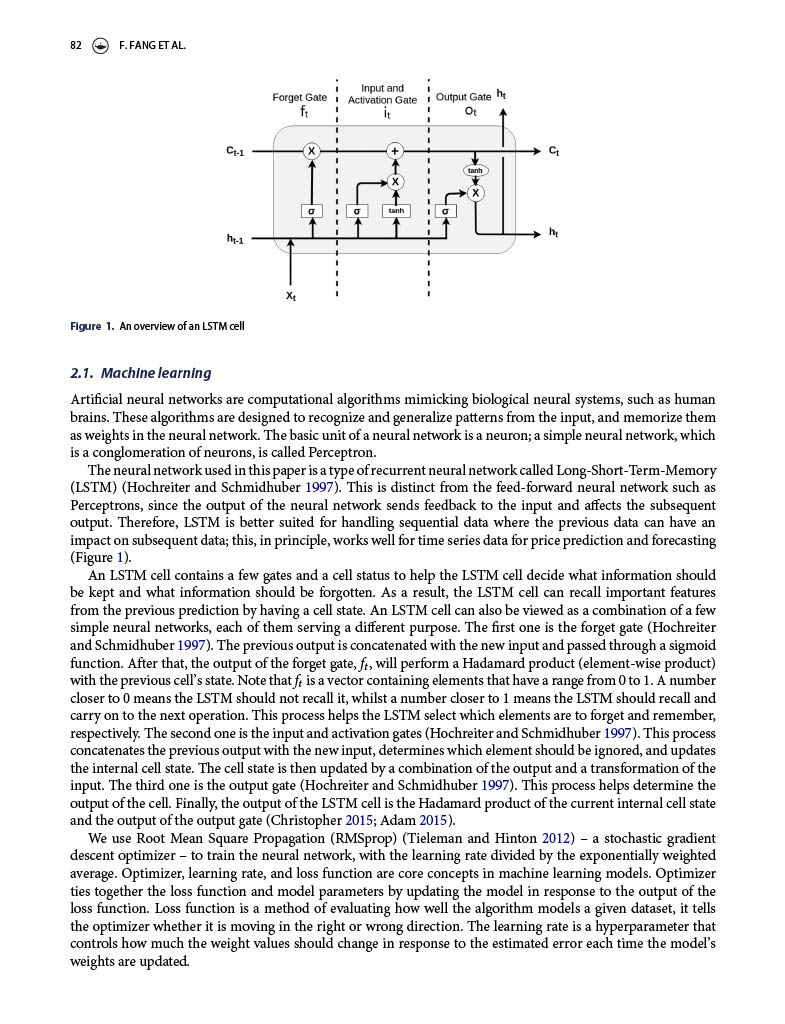 82 F. FANG ET AL.
Forget Gate
ft
Input and
Activation Gate
it
Output Gate
Ot
ht
Ct-1
X
+
Ct
tanh
X
X
σ
σ
tanh
σ
ht-1
ht
Xt
Figure 1. An overview of an LSTM cell
2.1. Machine learning
Artificial neural networks are computational algorithms mimicking biological neural systems, such as human
brains. These algorithms are designed to recognize and generalize patterns from the input, and memorize them
as weights in the neural network. The basic unit of a neural network is a neuron; a simple neural network, which
is a conglomeration of neurons, is called Perceptron.
The neural network used in this paper is a type of recurrent neural network called Long-Short-Term-Memory
(LSTM) (Hochreiter and Schmidhuber 1997). This is distinct from the feed-forward neural network such as
Perceptrons, since the output of the neural network sends feedback to the input and affects the subsequent
output. Therefore, LSTM is better suited for handling sequential data where the previous data can have an
impact on subsequent data; this, in principle, works well for time series data for price prediction and forecasting
(Figure 1).
An LSTM cell contains a few gates and a cell status to help the LSTM cell decide what information should
be kept and what information should be forgotten. As a result, the LSTM cell can recall important features
from the previous prediction by having a cell state. An LSTM cell can also be viewed as a combination of a few
simple neural networks, each of them serving a different purpose. The first one is the forget gate (Hochreiter
and Schmidhuber 1997). The previous output is concatenated with the new input and passed through a sigmoid
function. After that, the output of the forget gate, ft, will perform a Hadamard product (element-wise product)
with the previous cell's state. Note that ft is a vector containing elements that have a range from 0 to 1. A number
closer to 0 means the LSTM should not recall it, whilst a number closer to 1 means the LSTM should recall and
carry on to the next operation. This process helps the LSTM select which elements are to forget and remember,
respectively. The second one is the input and activation gates (Hochreiter and Schmidhuber 1997). This process
concatenates the previous output with the new input, determines which element should be ignored, and updates
the internal cell state. The cell state is then updated by a combination of the output and a transformation of the
input. The third one is the output gate (Hochreiter and Schmidhuber 1997). This process helps determine the
output of the cell. Finally, the output of the LSTM cell is the Hadamard product of the current internal cell state
and the output of the output gate (Christopher 2015; Adam 2015).
We use Root Mean Square Propagation (RMSprop) (Tieleman and Hinton 2012) – a stochastic gradient
descent optimizer – to train the neural network, with the learning rate divided by the exponentially weighted
average. Optimizer, learning rate, and loss function are core concepts in machine learning models. Optimizer
ties together the loss function and model parameters by updating the model in response to the output of the
loss function. Loss function is a method of evaluating how well the algorithm models a given dataset, it tells
the optimizer whether it is moving in the right or wrong direction. The learning rate is a hyperparameter that
controls how much the weight values should change in response to the estimated error each time the model's
weights are updated.